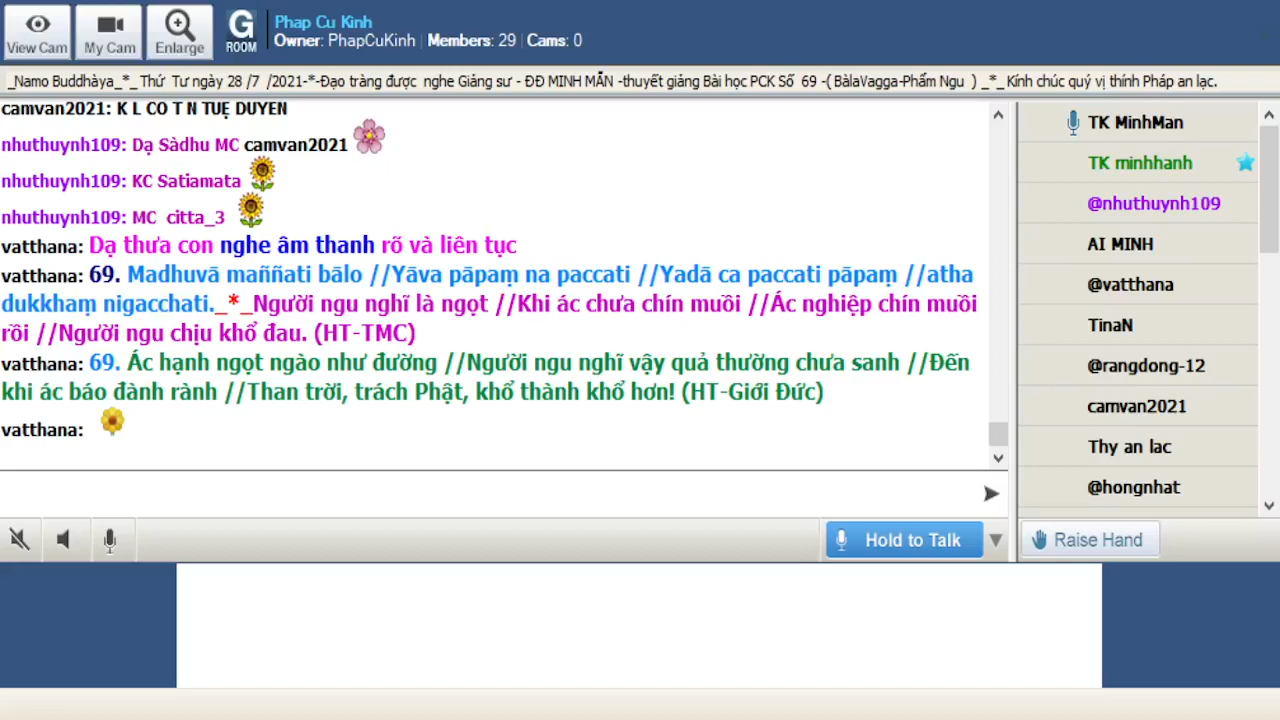 View Cam
My Cam
Enlarge
G
ROOM
Phap Cu Kinh
Owner: PhapCuKinh | Members: 29 | Cams: 0
_Namo Buddhàya_*_Thứ Tư ngày 28 /7 /2021-*-Đạo tràng được nghe Giảng sư - ĐĐ MINH MẪN -thuyết giảng Bài học PCK Số 69 -( BàlaVagga-Phẩm Ngu ) _*_Kính chúc quý vị thính Pháp an lạc.
camvan2021: K L CO T N TUỆ DUYEN
nhuthuynh109: Dạ Sàdhu MC camvan2021
nhuthuynh109: KC Satiamata
nhuthuynh109: MC citta_3
vatthana: Dạ thưa con nghe âm thanh rõ và liên tục
vatthana: 69. Madhuvā maññati bālo //Yāva pāpaṃ na paccati //Yadā ca paccati pāpaṃ //atha
dukkhaṃ nigacchati._*_Người ngu nghĩ là ngọt //Khi ác chưa chín muồi //Ác nghiệp chín muồi
rồi //Người ngu chịu khổ đau. (HT-TMC)
vatthana: 69. Ác hạnh ngọt ngào như đường //Người ngu nghĩ vậy quả thường chưa sanh //Đến
khi ác báo đành rành //Than trời, trách Phật, khổ thành khổ hơn! (HT-Giới Đức)
vatthana:
TK MinhMan
TK minhhanh
@nhuthuynh109
AI MINH
@vatthana
TinaN
@rangdong-12
camvan2021
Thy an lac
@hongnhat
Hold to Talk
Raise Hand